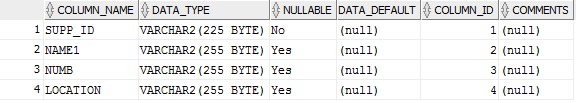 COLUMN_NAME DATA_TYPE NULLABLE DATA_DEFAULT COLUMN_ID COMMENTS
1 SUPP_ID VARCHAR2(225 BYTE) No (null) 1 (null)
2 NAME1 VARCHAR2(255 BYTE) Yes (null) 2 (null)
3 NUMB VARCHAR2(255 BYTE) Yes (null) 3 (null)
4 LOCATION VARCHAR2(255 BYTE) Yes (null) 4 (null)